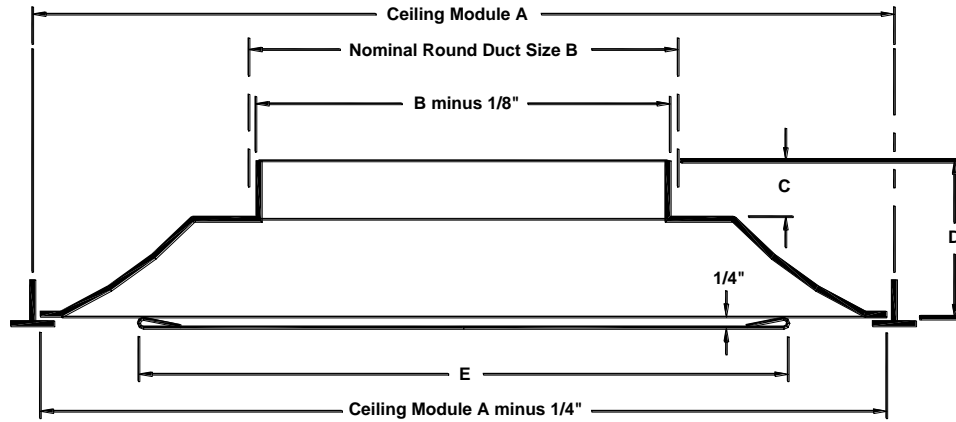 Ceiling Module A
Nominal Round Duct Size B
B minus 1/8"
C
D
1/4"
E
Ceiling Module A minus 1/4"